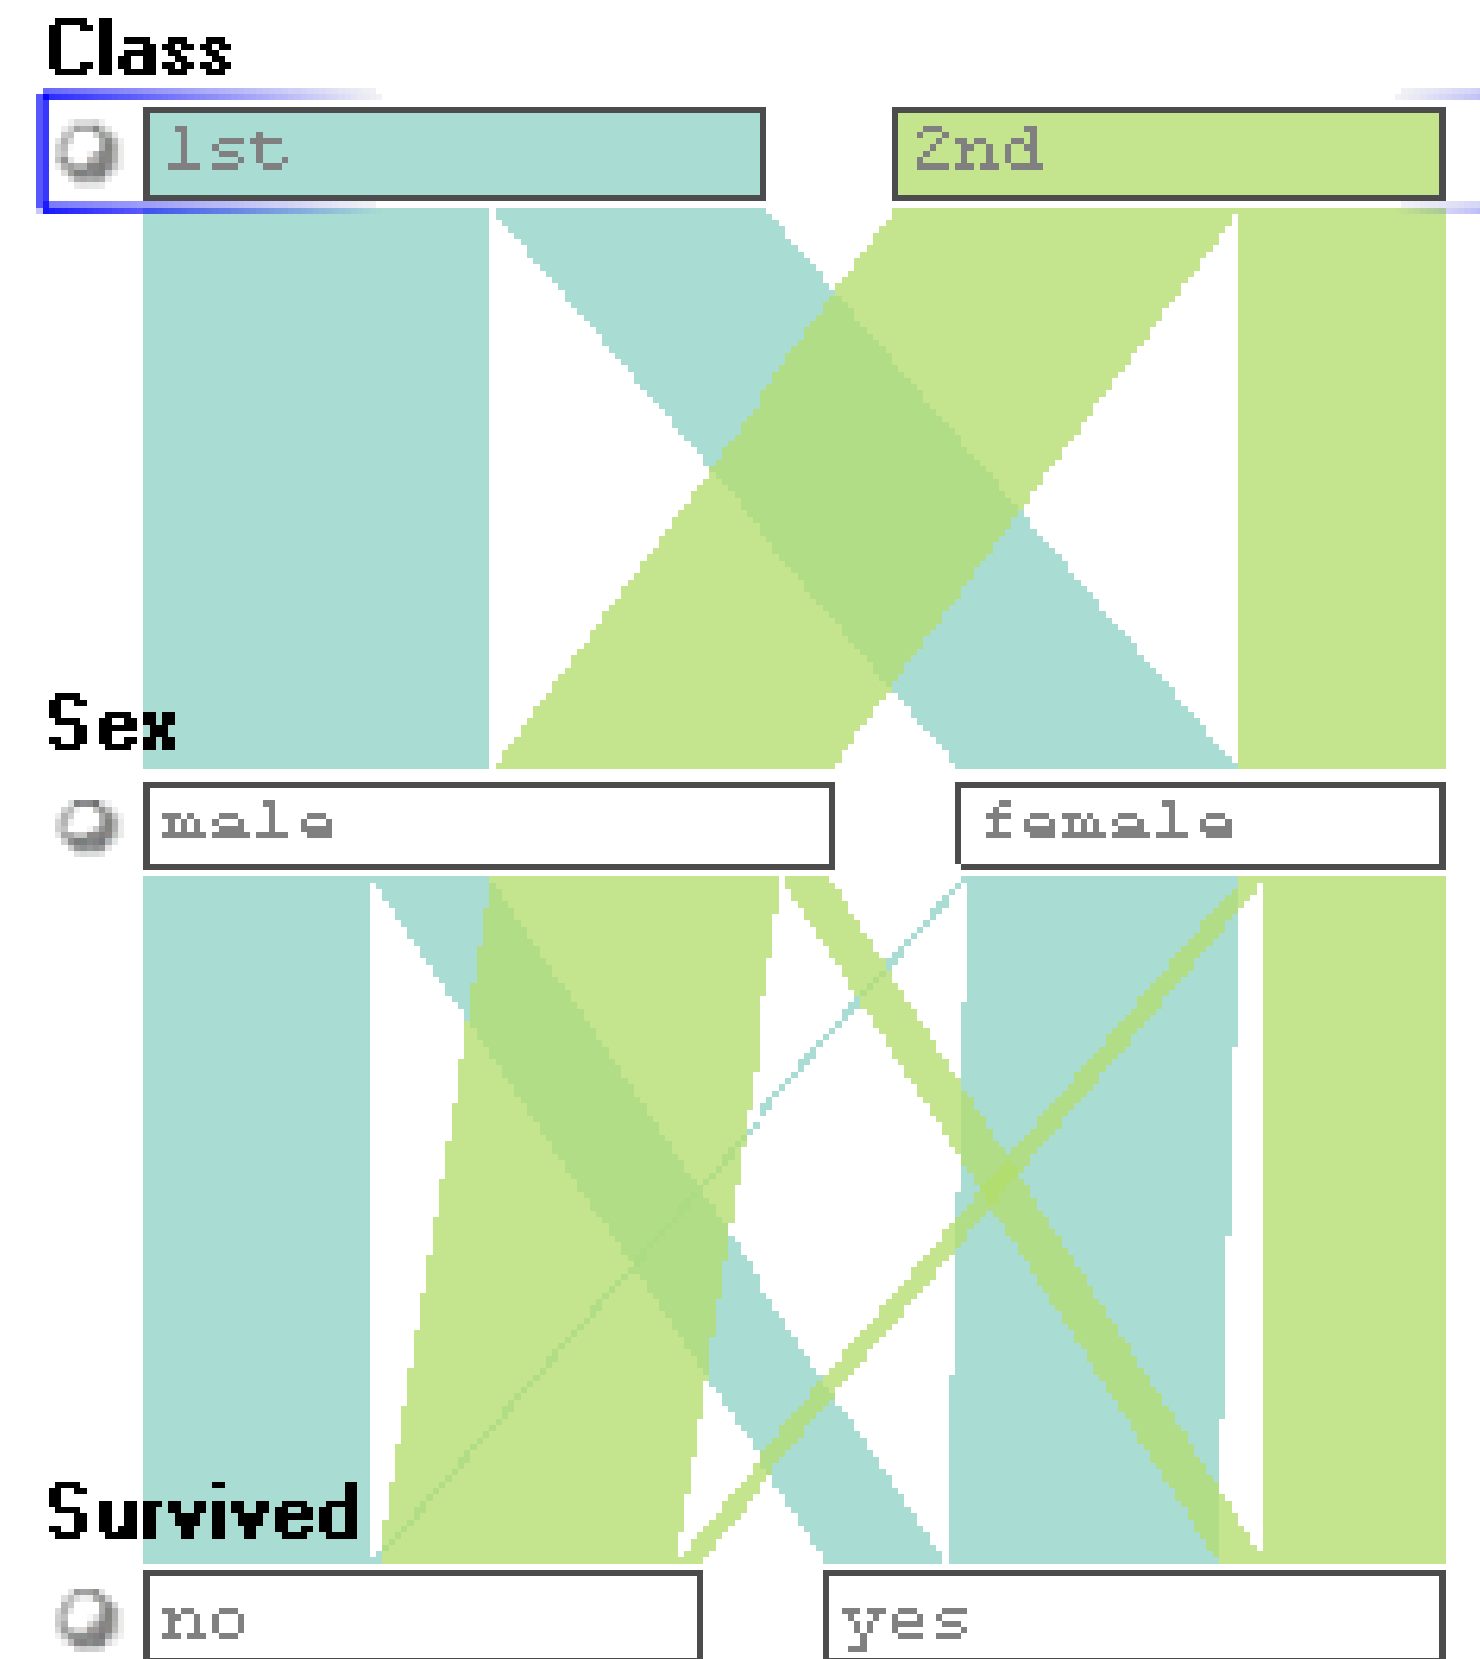 Class
1st 2nd
Sex
male female
Survived
no yes